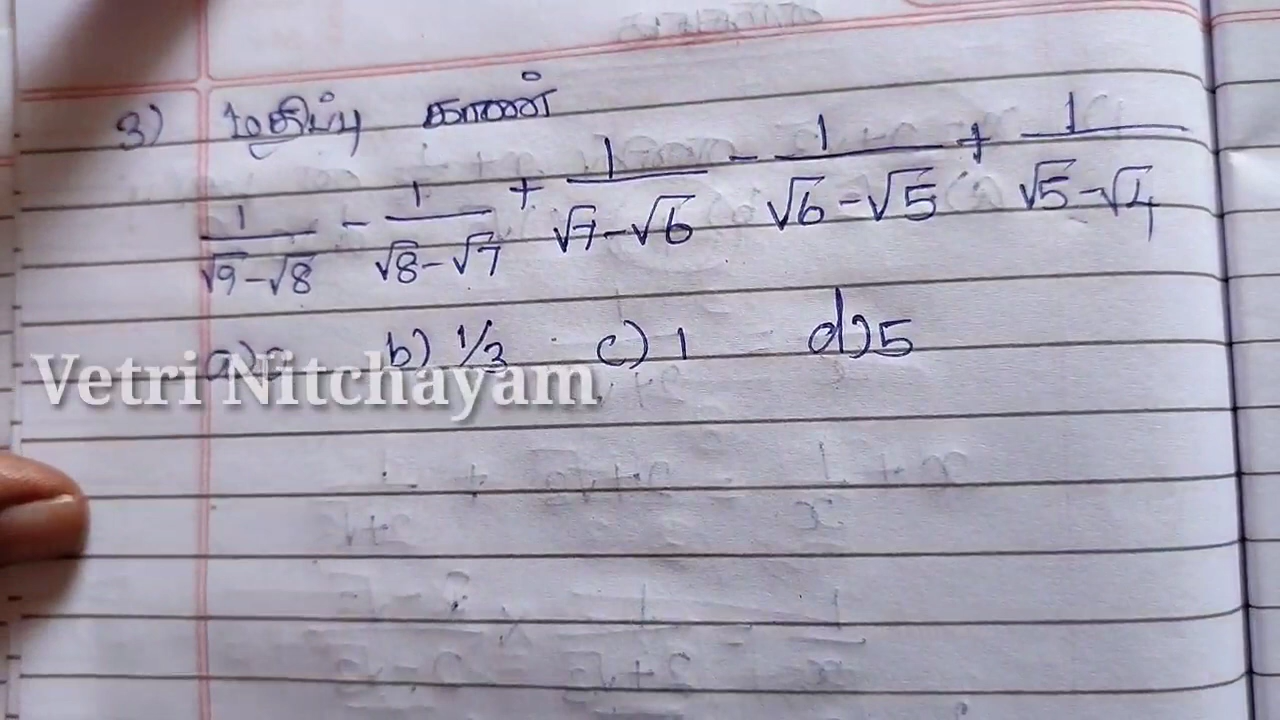 3) மதிப்பு காண்
1/(√9-√8) - 1/(√8-√7) + 1/(√7-√6) - 1/(√6-√5) + 1/(√5-√4)
a) b) 1/3 c) 1 d) 5
Vetri Nitchayam